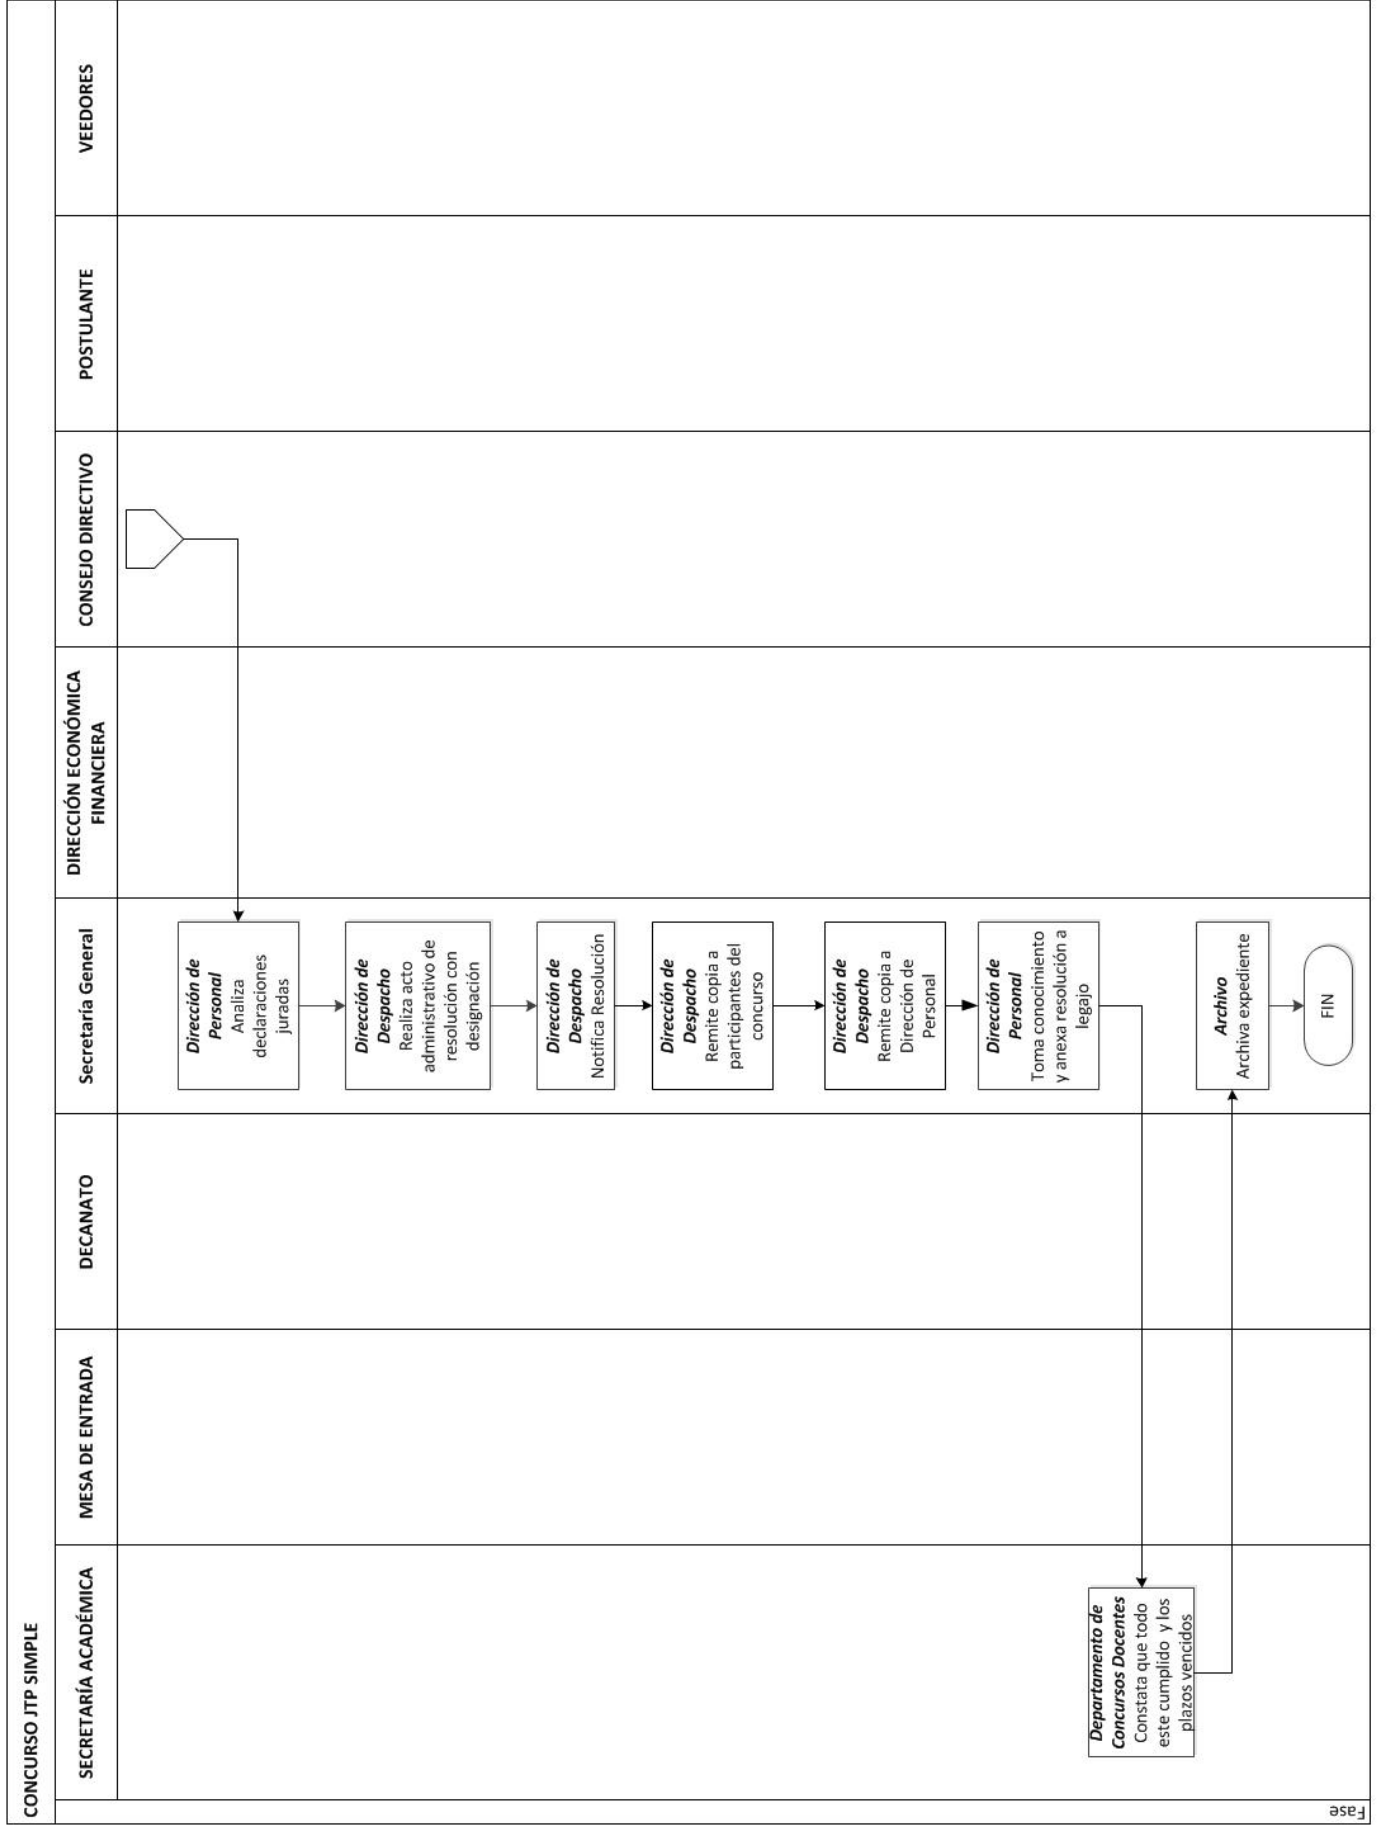 CONCURSO JTP SIMPLE
SECRETARÍA ACADÉMICA
MESA DE ENTRADA
DECANATO
Secretaría General
DIRECCIÓN ECONÓMICA
FINANCIERA
CONSEJO DIRECTIVO
POSTULANTE
VEEDORES
Dirección de
Personal
Analiza
declaraciones
juradas
Dirección de
Despacho
Realiza acto
administrativo de
resolución con
designación
Dirección de
Despacho
Notifica Resolución
Dirección de
Despacho
Remite copia a
participantes del
concurso
Dirección de
Despacho
Remite copia a
Dirección de
Personal
Dirección de
Personal
Toma conocimiento
y anexa resolución a
legajo
Departamento de
Concursos Docentes
Constata que todo
este cumplido y los
plazos vencidos
Archivo
Archiva expediente
FIN
Fase